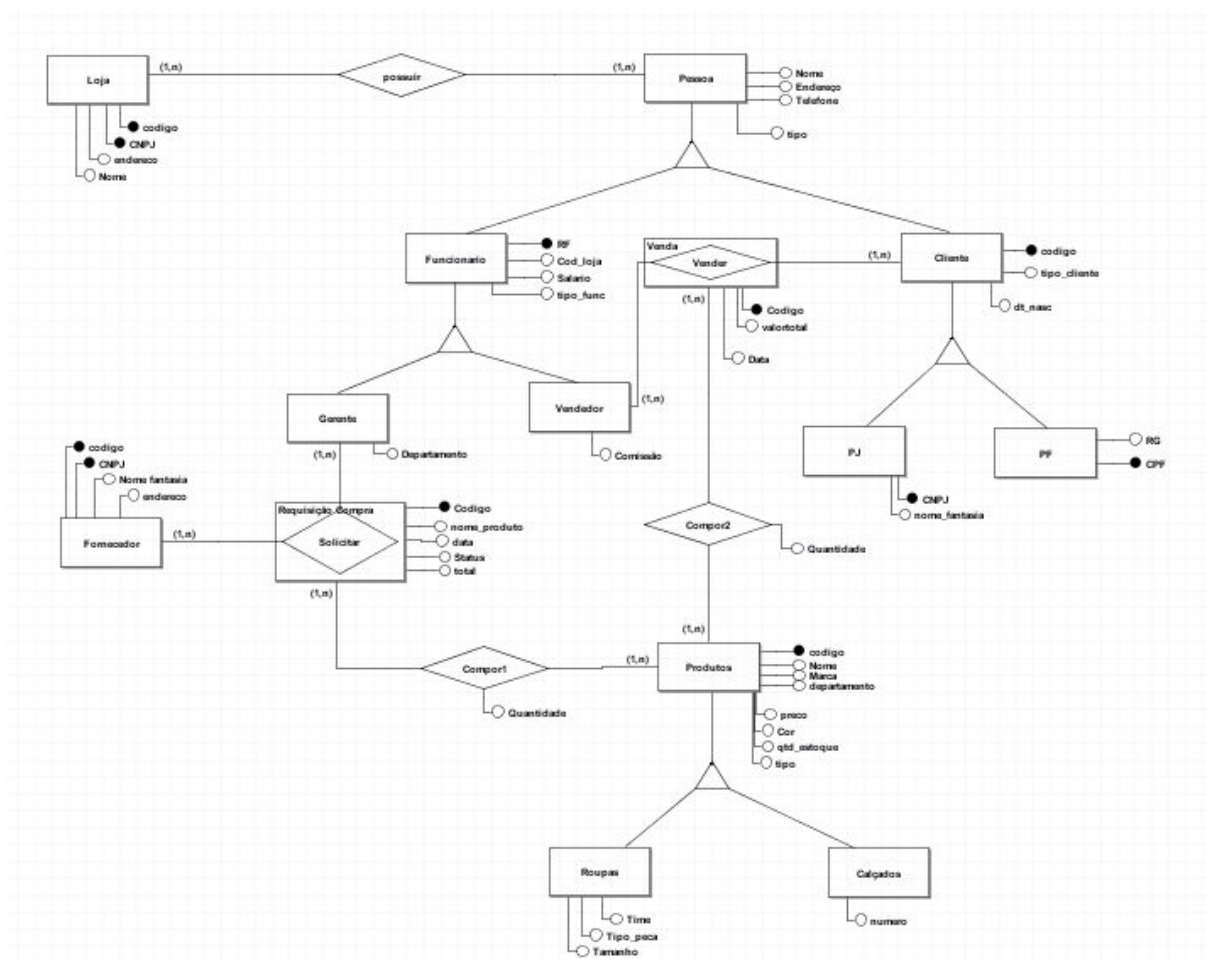 Loja
(1,n)
possuir
(1,n)
Pessoa
Nome
Endereço
Telefone
tipo
codigo
CNPJ
endereco
Nome
Funcionario
RF
Cod_loja
Salario
tipo_func
Venda
Vender
(1,n)
(1,n)
Cliente
codigo
tipo_cliente
dt_nasc
Codigo
valortotal
Data
Gerente
(1,n)
Departamento
Vendedor
(1,n)
Comissão
PJ
CNPJ
nome_fantasia
PF
RG
CPF
codigo
CNPJ
Nome fantasia
endereco
Fornecedor
(1,n)
Requisição_Compra
Solicitar
(1,n)
Codigo
nome_produto
data
Status
total
Compor2
Quantidade
Compor1
Quantidade
(1,n)
(1,n)
Produtos
codigo
Nome
Marca
departamento
preco
Cor
qtd_estoque
tipo
Roupas
Time
Tipo_peca
Tamanho
Calçados
numero